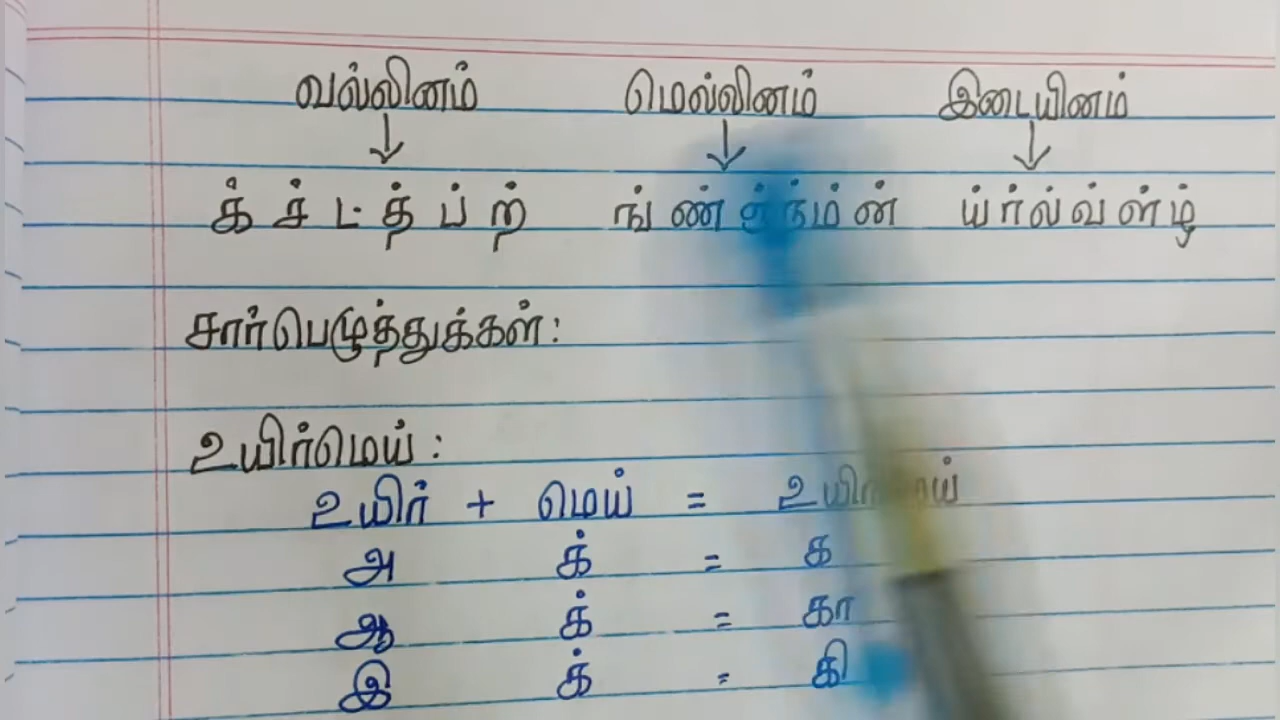 வல்லினம் மெல்லினம் இடையினம்
க் ச் ட் த் ப் ற் ங் ண் ந் ம் ன் ய் ர் ல் வ் ள் ழ்
சார்பெழுத்துக்கள் :
உயிர்மெய் :
உயிர் + மெய் =
அ க் = க
ஆ க் = கா
இ க் = கி